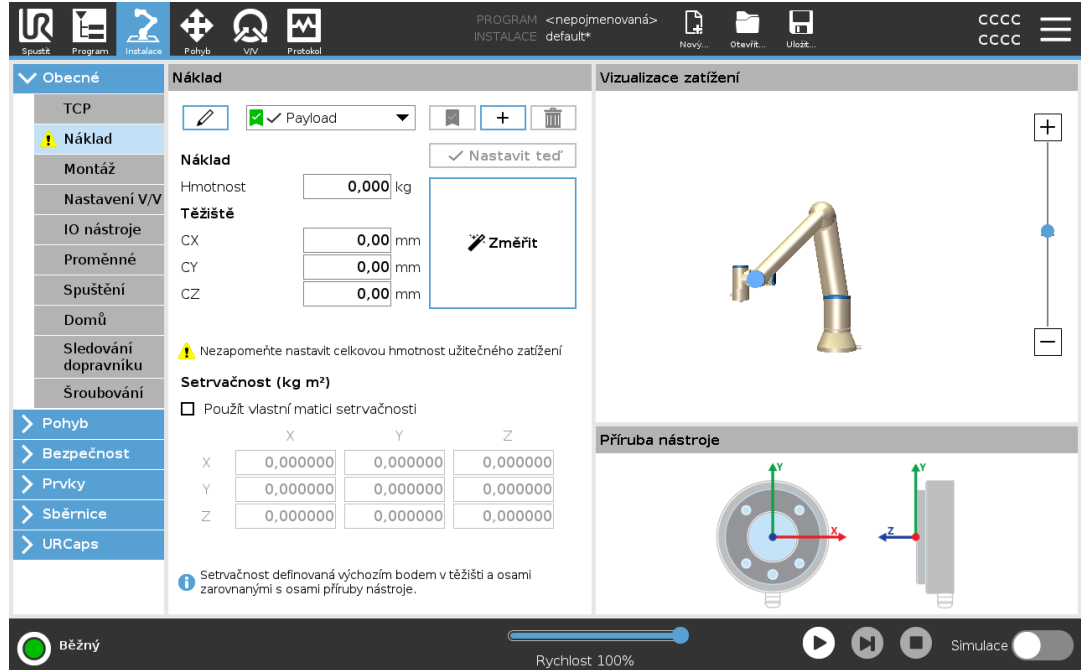 PROGRAM <nepojmenovaná>
INSTALACE default*
cccc
cccc
Spustit Program Instalace Pohyb V/V Protokol Nový... Otevřít... Uložit...
Obecné
TCP
Náklad
Montáž
Nastavení V/V
IO nástroje
Proměnné
Spuštění
Domů
Sledování
dopravníku
Šroubování
Pohyb
Bezpečnost
Prvky
Sběrnice
URCaps
Náklad
Payload
+
Náklad
Nastavit teď
Hmotnost 0,000 kg
Těžiště
CX 0,00 mm
CY 0,00 mm
CZ 0,00 mm
Změřit
Nezapomeňte nastavit celkovou hmotnost užitečného zatížení
Setrvačnost (kg m²)
Použít vlastní matici setrvačnosti
X Y Z
X 0,000000 0,000000 0,000000
Y 0,000000 0,000000 0,000000
Z 0,000000 0,000000 0,000000
Setrvačnost definovaná výchozím bodem v těžišti a osami
zarovnanými s osami příruby nástroje.
Vizualizace zatížení
+
−
Příruba nástroje
Y
X
Y
Z
Běžný
Rychlost 100%
Simulace